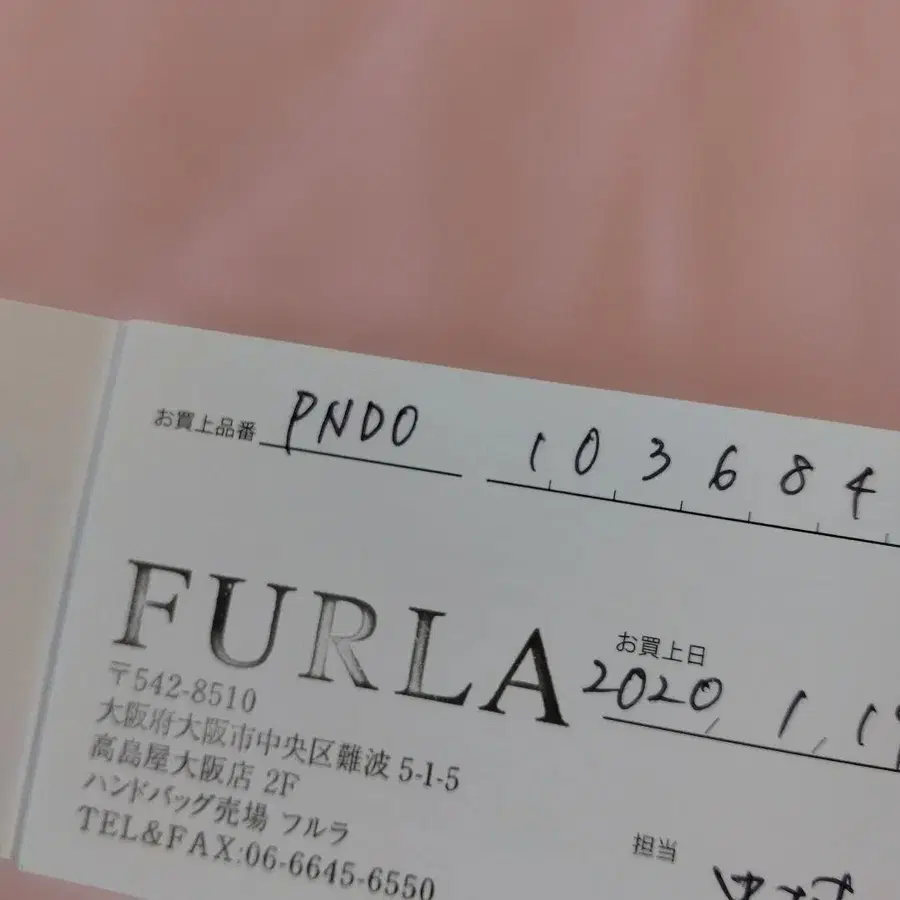 お買上品番 PNDO 103684
FURLA
お買上日
2020, 1, 19
〒542-8510
大阪府大阪市中央区難波 5-1-5
高島屋大阪店 2F
ハンドバッグ売場 フルラ
TEL&FAX:06-6645-6550
担当